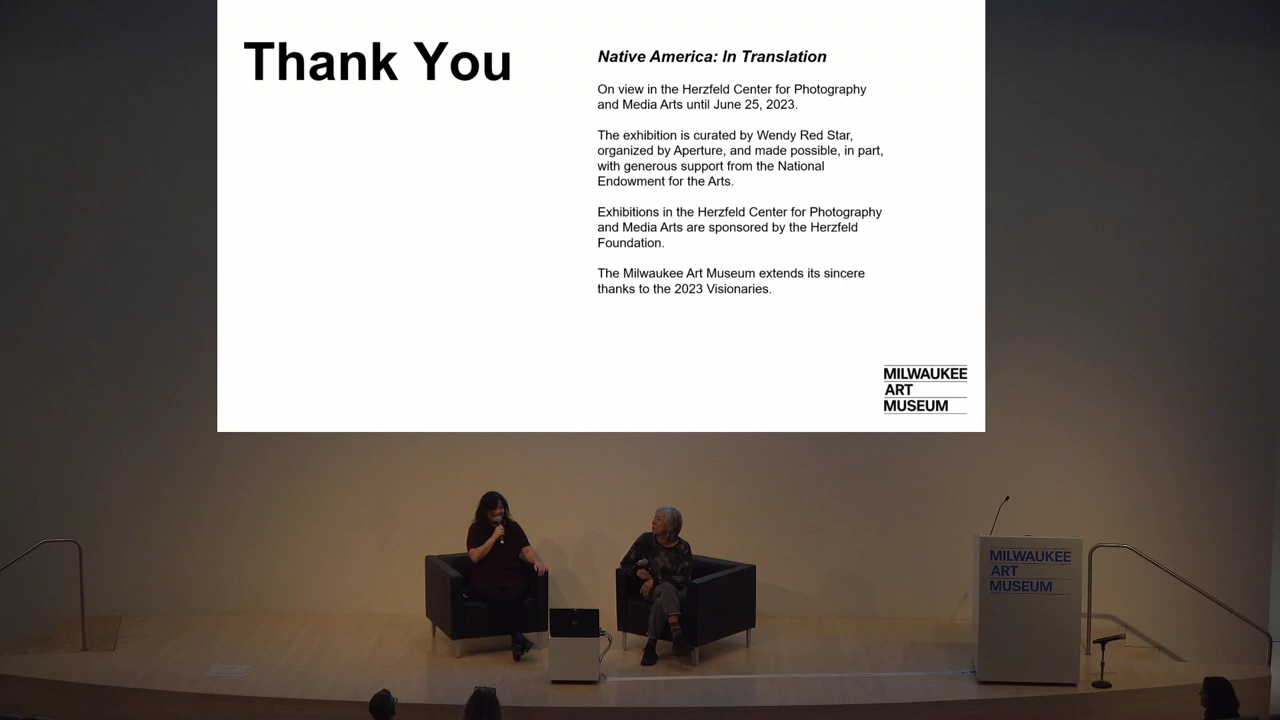 Thank You
Native America: In Translation
On view in the Herzfeld Center for Photography
and Media Arts until June 25, 2023.
The exhibition is curated by Wendy Red Star,
organized by Aperture, and made possible, in part,
with generous support from the National
Endowment for the Arts.
Exhibitions in the Herzfeld Center for Photography
and Media Arts are sponsored by the Herzfeld
Foundation.
The Milwaukee Art Museum extends its sincere
thanks to the 2023 Visionaries.
MILWAUKEE
ART
MUSEUM
MILWAUKEE
ART
MUSEUM